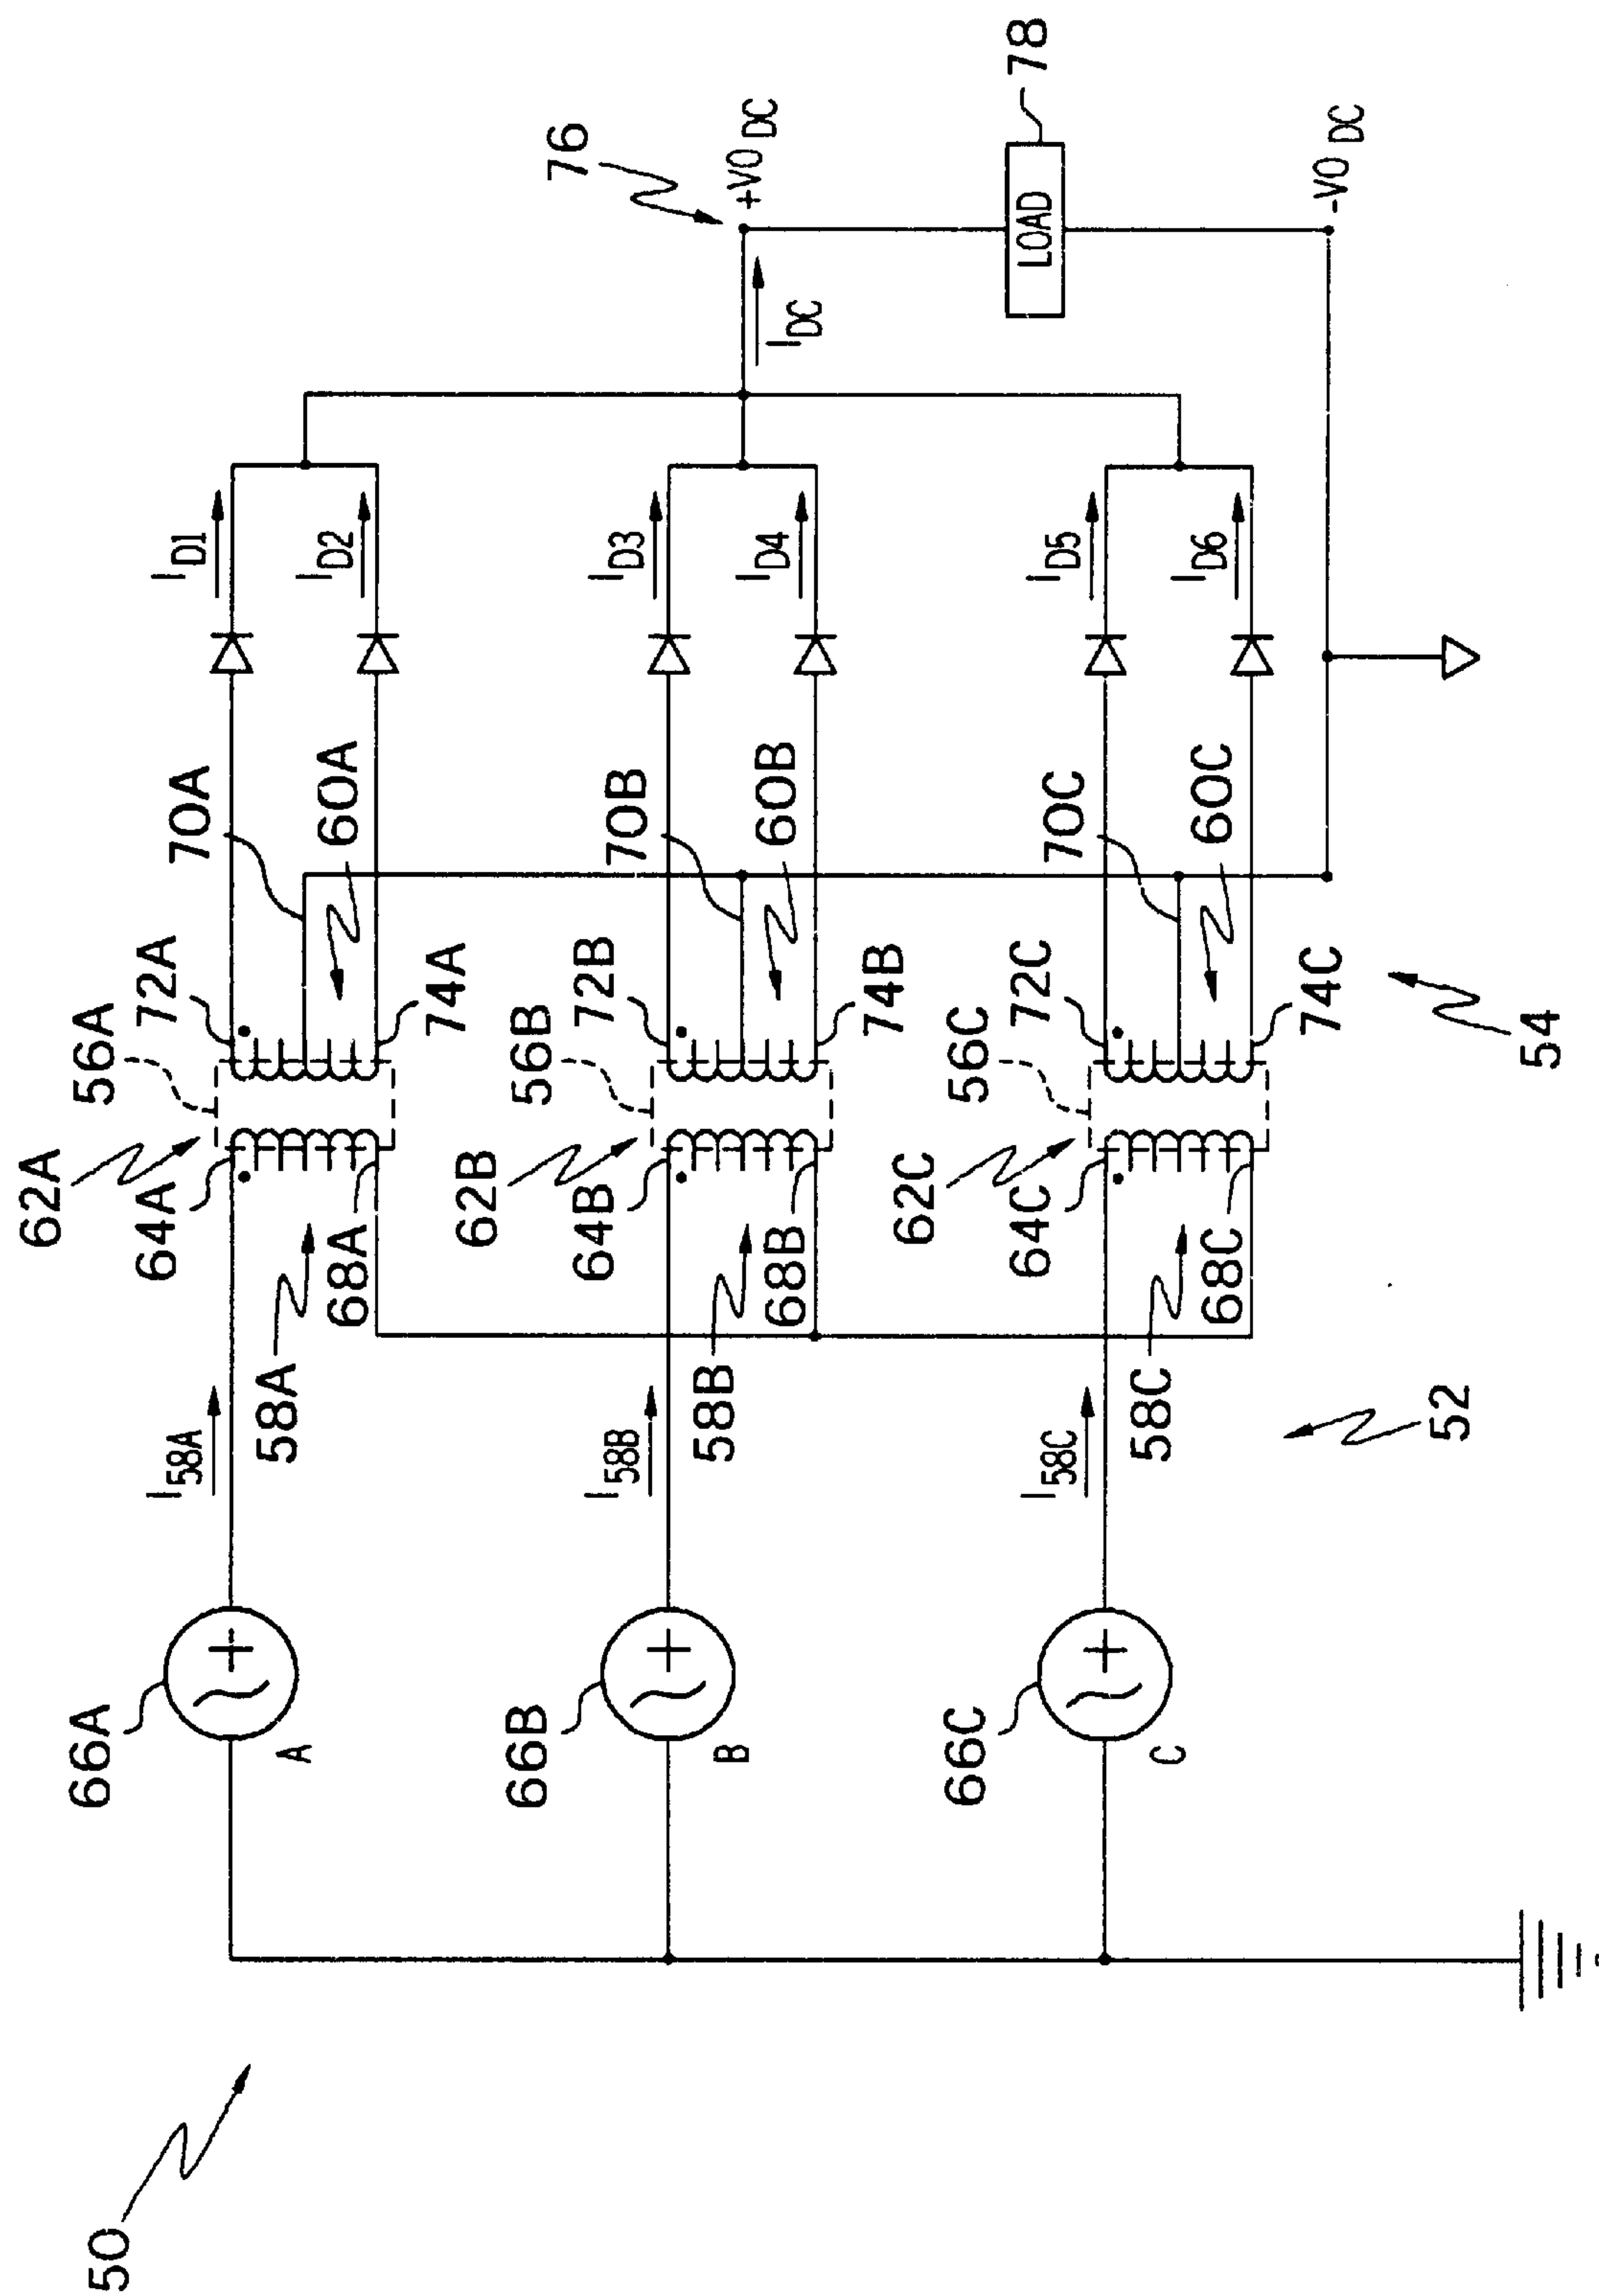 50
66A
A
66B
B
66C
C
I58A
I58B
I58C
52
58A
58B
58C
62A
64A
68A
62B
64B
68B
62C
64C
68C
56A
72A
74A
56B
72B
74B
56C
72C
74C
54
70A
60A
70B
60B
70C
60C
ID1
ID2
ID3
ID4
ID5
ID6
IDC
76
+VO DC
LOAD
78
-VO DC